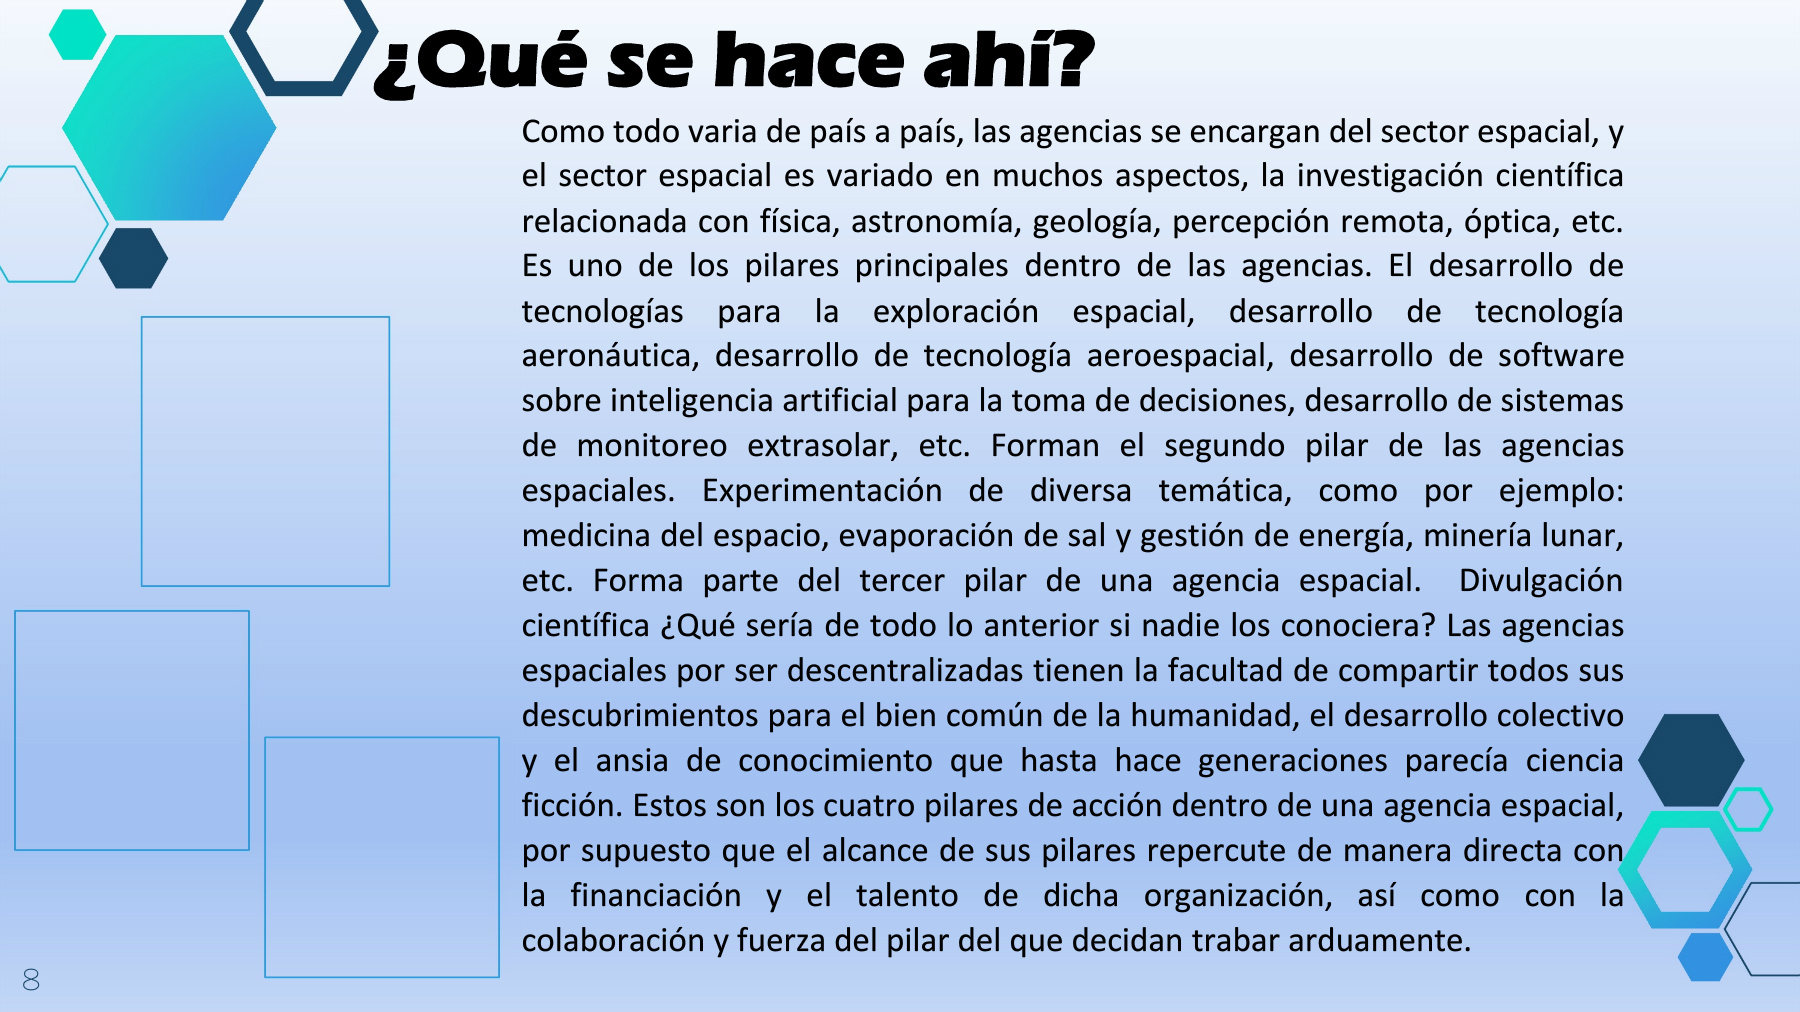 ¿Qué se hace ahí?
Como todo varia de país a país, las agencias se encargan del sector espacial, y
el sector espacial es variado en muchos aspectos, la investigación científica
relacionada con física, astronomía, geología, percepción remota, óptica, etc.
Es uno de los pilares principales dentro de las agencias. El desarrollo de
tecnologías para la exploración espacial, desarrollo de tecnología
aeronáutica, desarrollo de tecnología aeroespacial, desarrollo de software
sobre inteligencia artificial para la toma de decisiones, desarrollo de sistemas
de monitoreo extrasolar, etc. Forman el segundo pilar de las agencias
espaciales. Experimentación de diversa temática, como por ejemplo:
medicina del espacio, evaporación de sal y gestión de energía, minería lunar,
etc. Forma parte del tercer pilar de una agencia espacial. Divulgación
científica ¿Qué sería de todo lo anterior si nadie los conociera? Las agencias
espaciales por ser descentralizadas tienen la facultad de compartir todos sus
descubrimientos para el bien común de la humanidad, el desarrollo colectivo
y el ansia de conocimiento que hasta hace generaciones parecía ciencia
ficción. Estos son los cuatro pilares de acción dentro de una agencia espacial,
por supuesto que el alcance de sus pilares repercute de manera directa con
la financiación y el talento de dicha organización, así como con la
colaboración y fuerza del pilar del que decidan trabar arduamente.
8